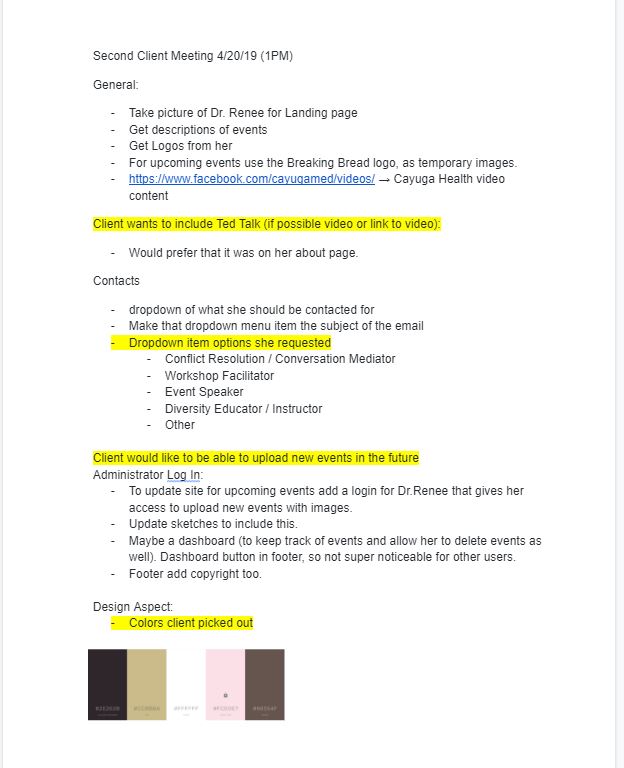 Second Client Meeting 4/20/19 (1PM)
General:
- Take picture of Dr. Renee for Landing page
- Get descriptions of events
- Get Logos from her
- For upcoming events use the Breaking Bread logo, as temporary images.
- https://www.facebook.com/cayugamed/videos/ → Cayuga Health video
content
Client wants to include Ted Talk (if possible video or link to video):
- Would prefer that it was on her about page.
Contacts
- dropdown of what she should be contacted for
- Make that dropdown menu item the subject of the email
- Dropdown item options she requested
- Conflict Resolution / Conversation Mediator
- Workshop Facilitator
- Event Speaker
- Diversity Educator / Instructor
- Other
Client would like to be able to upload new events in the future
Administrator Log In:
- To update site for upcoming events add a login for Dr.Renee that gives her
access to upload new events with images.
- Update sketches to include this.
- Maybe a dashboard (to keep track of events and allow her to delete events as
well). Dashboard button in footer, so not super noticeable for other users.
- Footer add copyright too.
Design Aspect:
- Colors client picked out
#FFFFFF